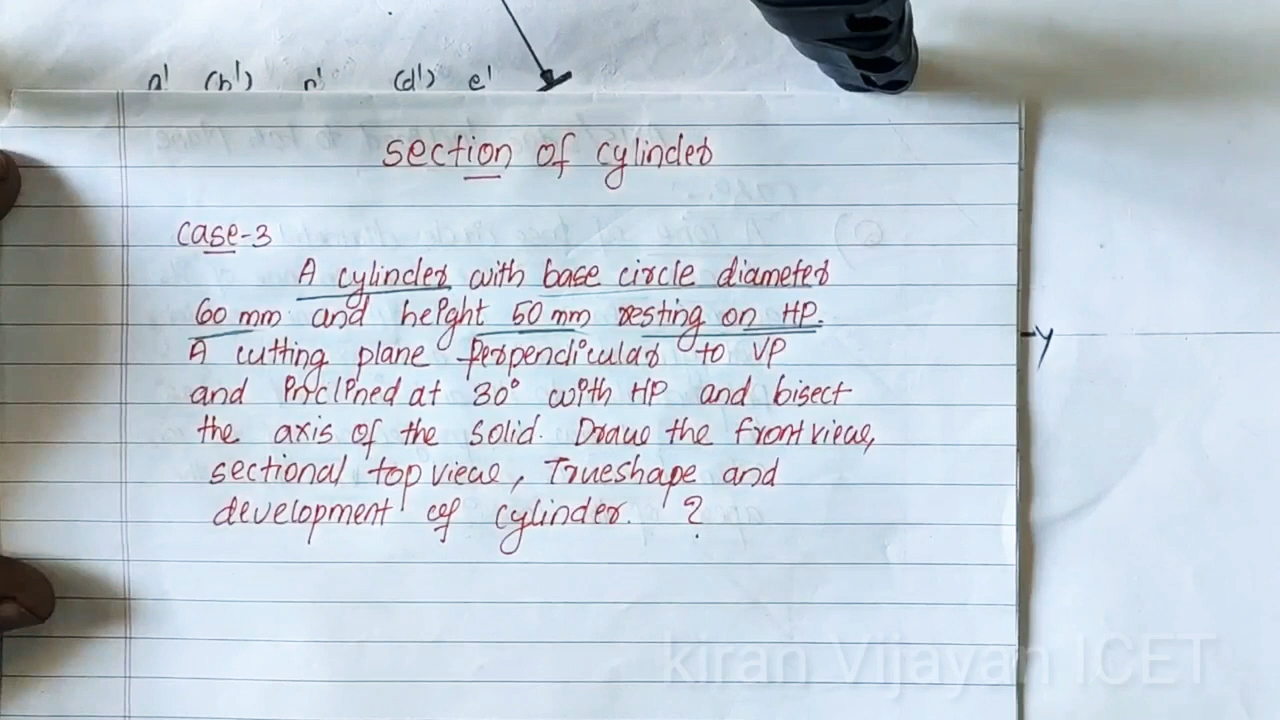 a' (b') n' (d') e'
section of cylinder
case-3
A cylinder with base circle diameter
60 mm and height 50 mm resting on HP.
A cutting plane perpendicular to VP
and inclined at 30° with HP and bisect
the axis of the solid. Draw the front view,
sectional top view, Trueshape and
development of cylinder. ?
y
kiran Vijayan ICET